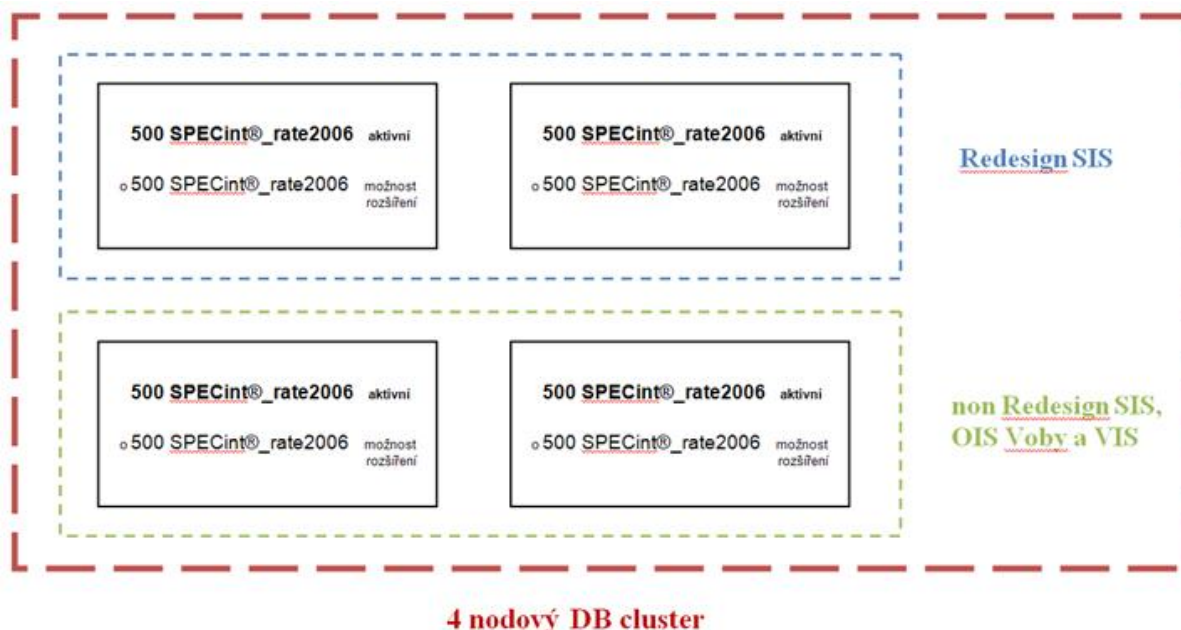 500 SPECint®_rate2006 aktivní
o 500 SPECint®_rate2006 možnost
rozšíření
500 SPECint®_rate2006 aktivní
o 500 SPECint®_rate2006 možnost
rozšíření
Redesign SIS
500 SPECint®_rate2006 aktivní
o 500 SPECint®_rate2006 možnost
rozšíření
500 SPECint®_rate2006 aktivní
o 500 SPECint®_rate2006 možnost
rozšíření
non Redesign SIS,
OIS Voby a VIS
4 nodový DB cluster